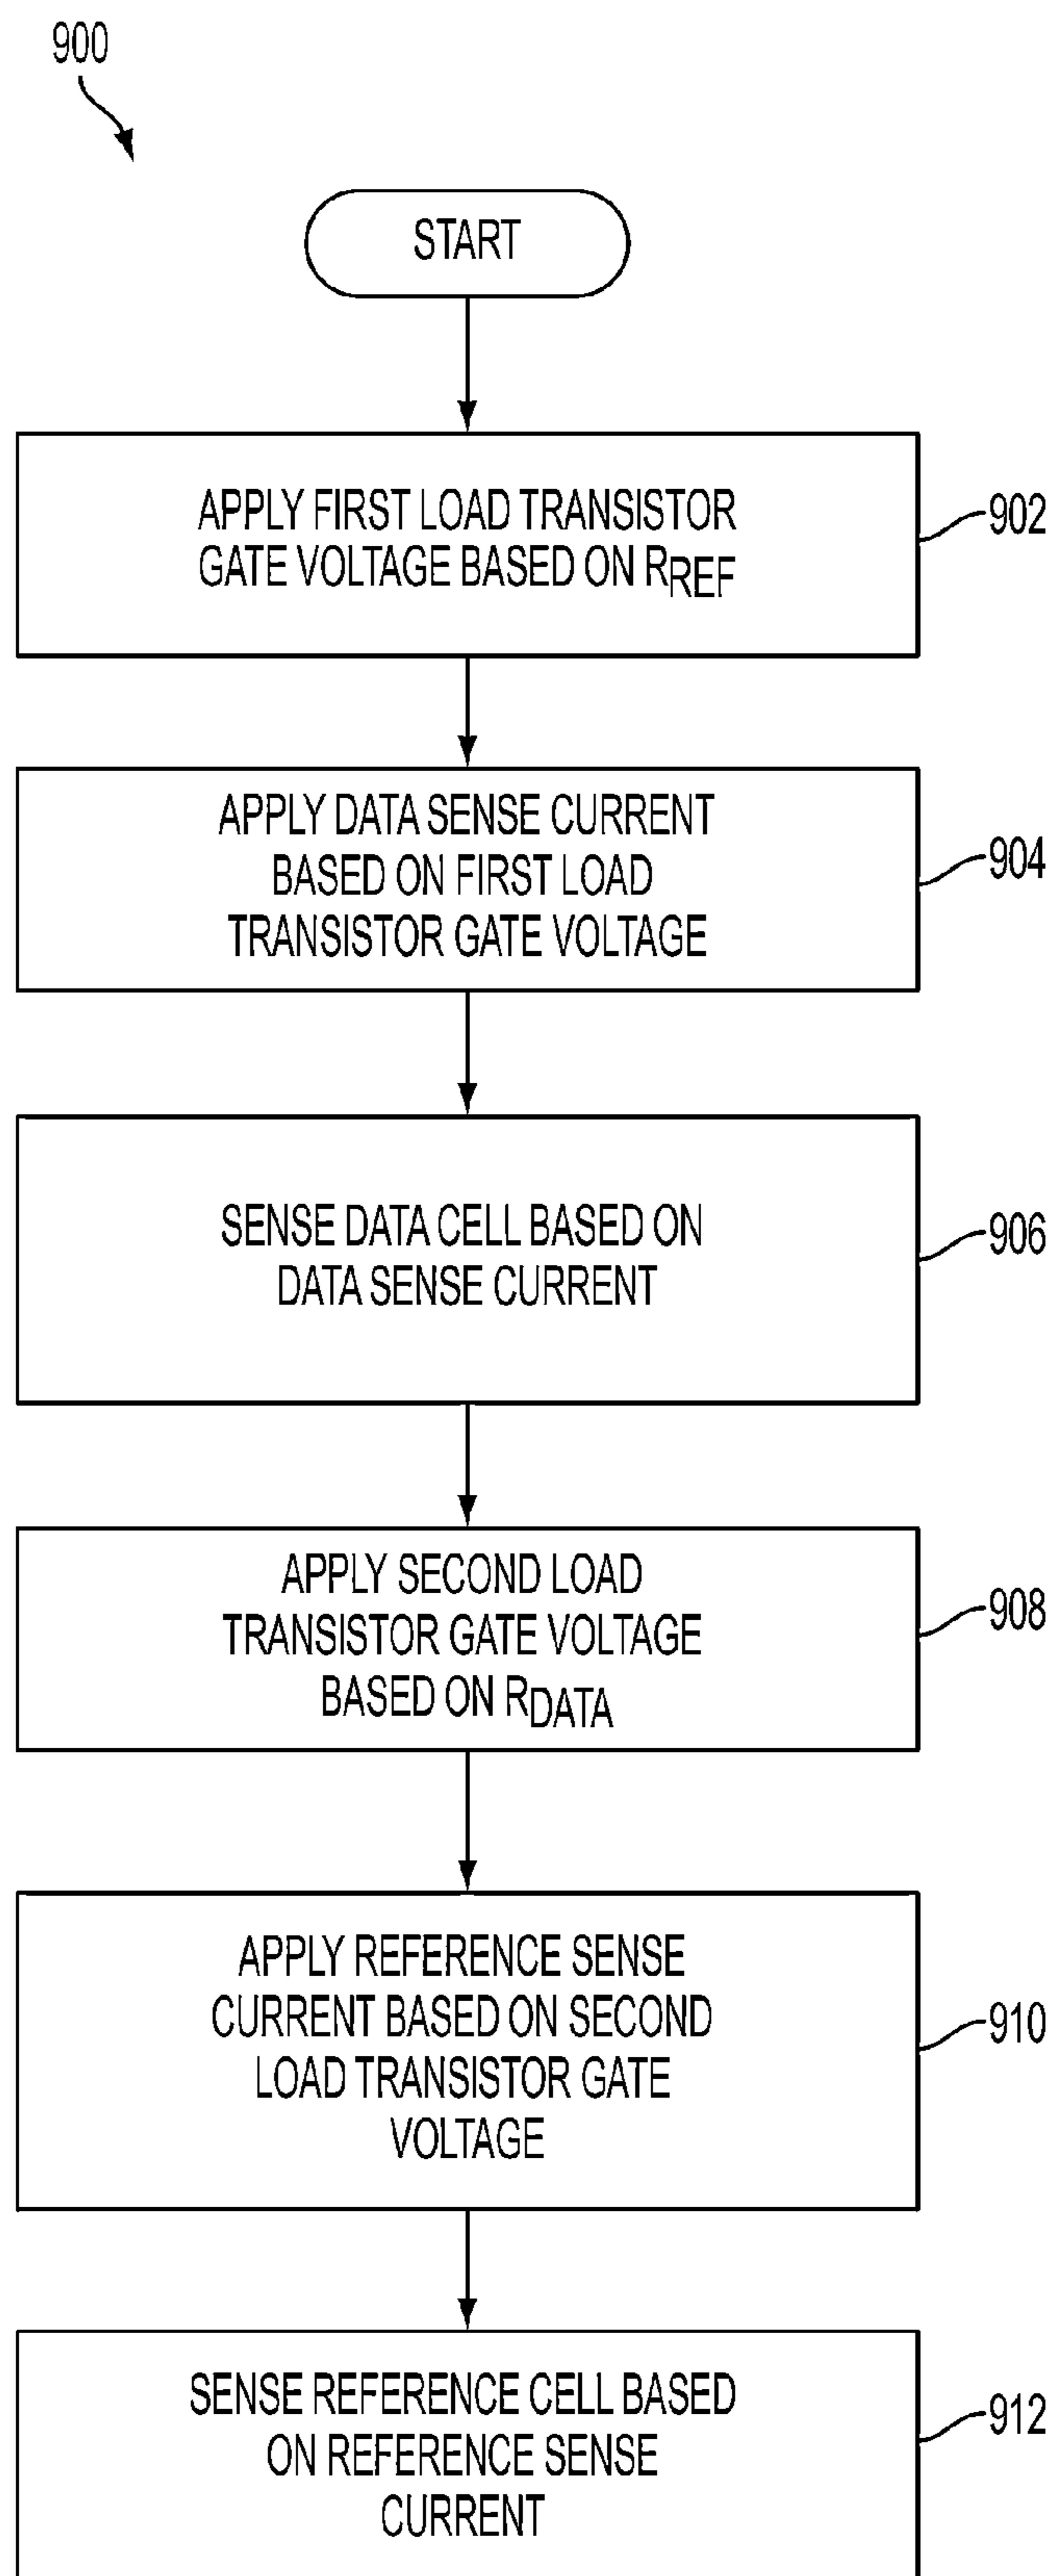 900
START
APPLY FIRST LOAD TRANSISTOR
GATE VOLTAGE BASED ON RREF
902
APPLY DATA SENSE CURRENT
BASED ON FIRST LOAD
TRANSISTOR GATE VOLTAGE
904
SENSE DATA CELL BASED ON
DATA SENSE CURRENT
906
APPLY SECOND LOAD
TRANSISTOR GATE VOLTAGE
BASED ON RDATA
908
APPLY REFERENCE SENSE
CURRENT BASED ON SECOND
LOAD TRANSISTOR GATE
VOLTAGE
910
SENSE REFERENCE CELL BASED
ON REFERENCE SENSE
CURRENT
912